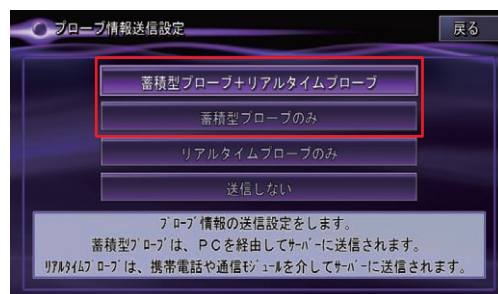 プローブ情報送信設定
戻る
蓄積型プローブ+リアルタイムプローブ
蓄積型プローブのみ
リアルタイムプローブのみ
送信しない
プローブ情報の送信設定をします。
蓄積型プローブは、PCを経由してサーバーに送信されます。
リアルタイムプローブは、携帯電話や通信モジュールを介してサーバーに送信されます。